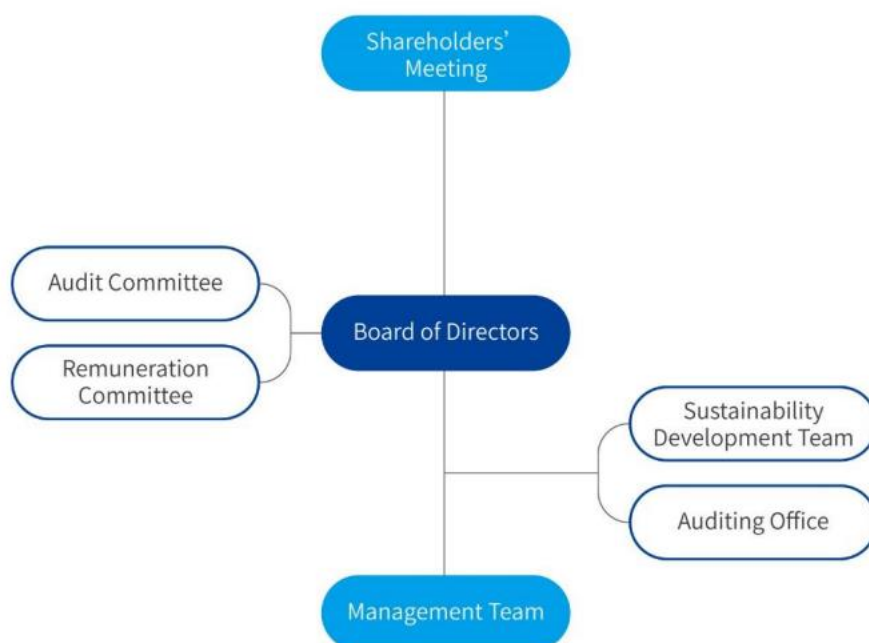 Shareholders’
Meeting
Audit Committee
Board of Directors
Remuneration
Committee
Sustainability
Development Team
Auditing Office
Management Team